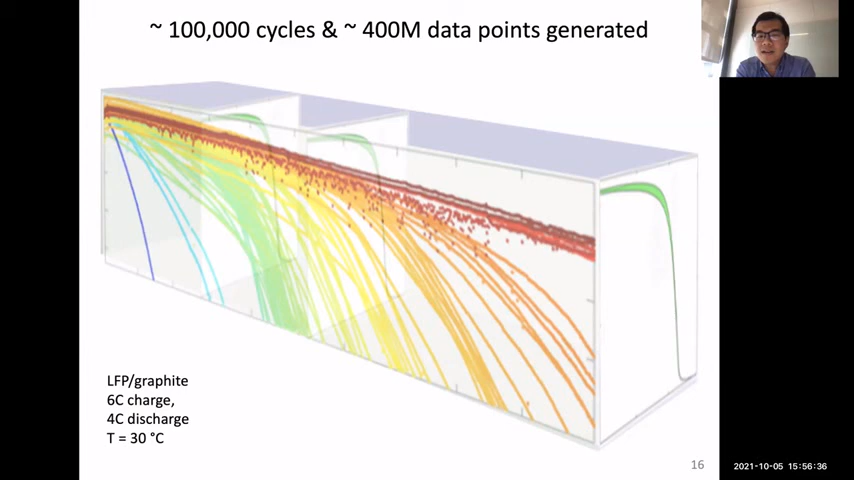 ~ 100,000 cycles & ~ 400M data points generated
LFP/graphite
6C charge,
4C discharge
T = 30 °C
16
2021-10-05 15:56:36